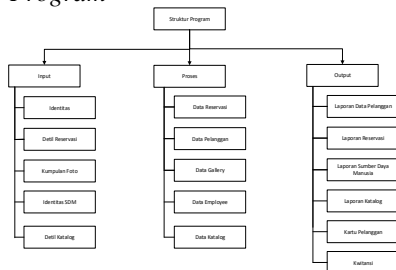 Program
Struktur Program
Input
Proses
Output
Identitas
Detil Reservasi
Kumpulan Foto
Identitas SDM
Detil Katalog
Data Reservasi
Data Pelanggan
Data Gallery
Data Employee
Data Katalog
Laporan Data Pelanggan
Laporan Reservasi
Laporan Sumber Daya
Manusia
Laporan Katalog
Kartu Pelanggan
Kwitansi